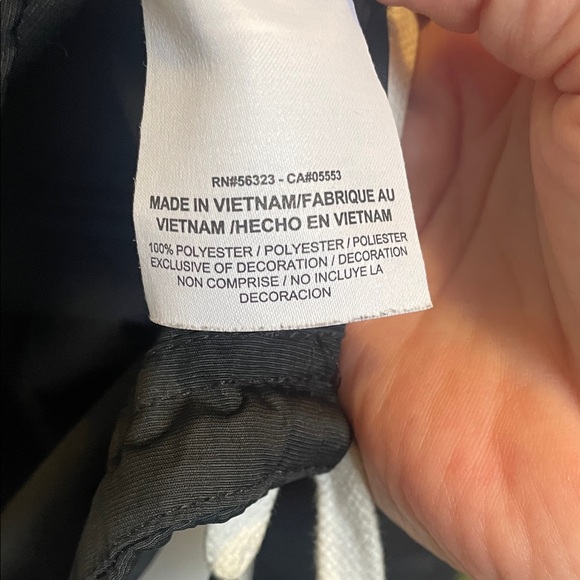 RN#56323 - CA#05553
MADE IN VIETNAM/FABRIQUE AU
VIETNAM /HECHO EN VIETNAM
100% POLYESTER / POLYESTER / POLIESTER
EXCLUSIVE OF DECORATION / DECORATION
NON COMPRISE / NO INCLUYE LA
DECORACION